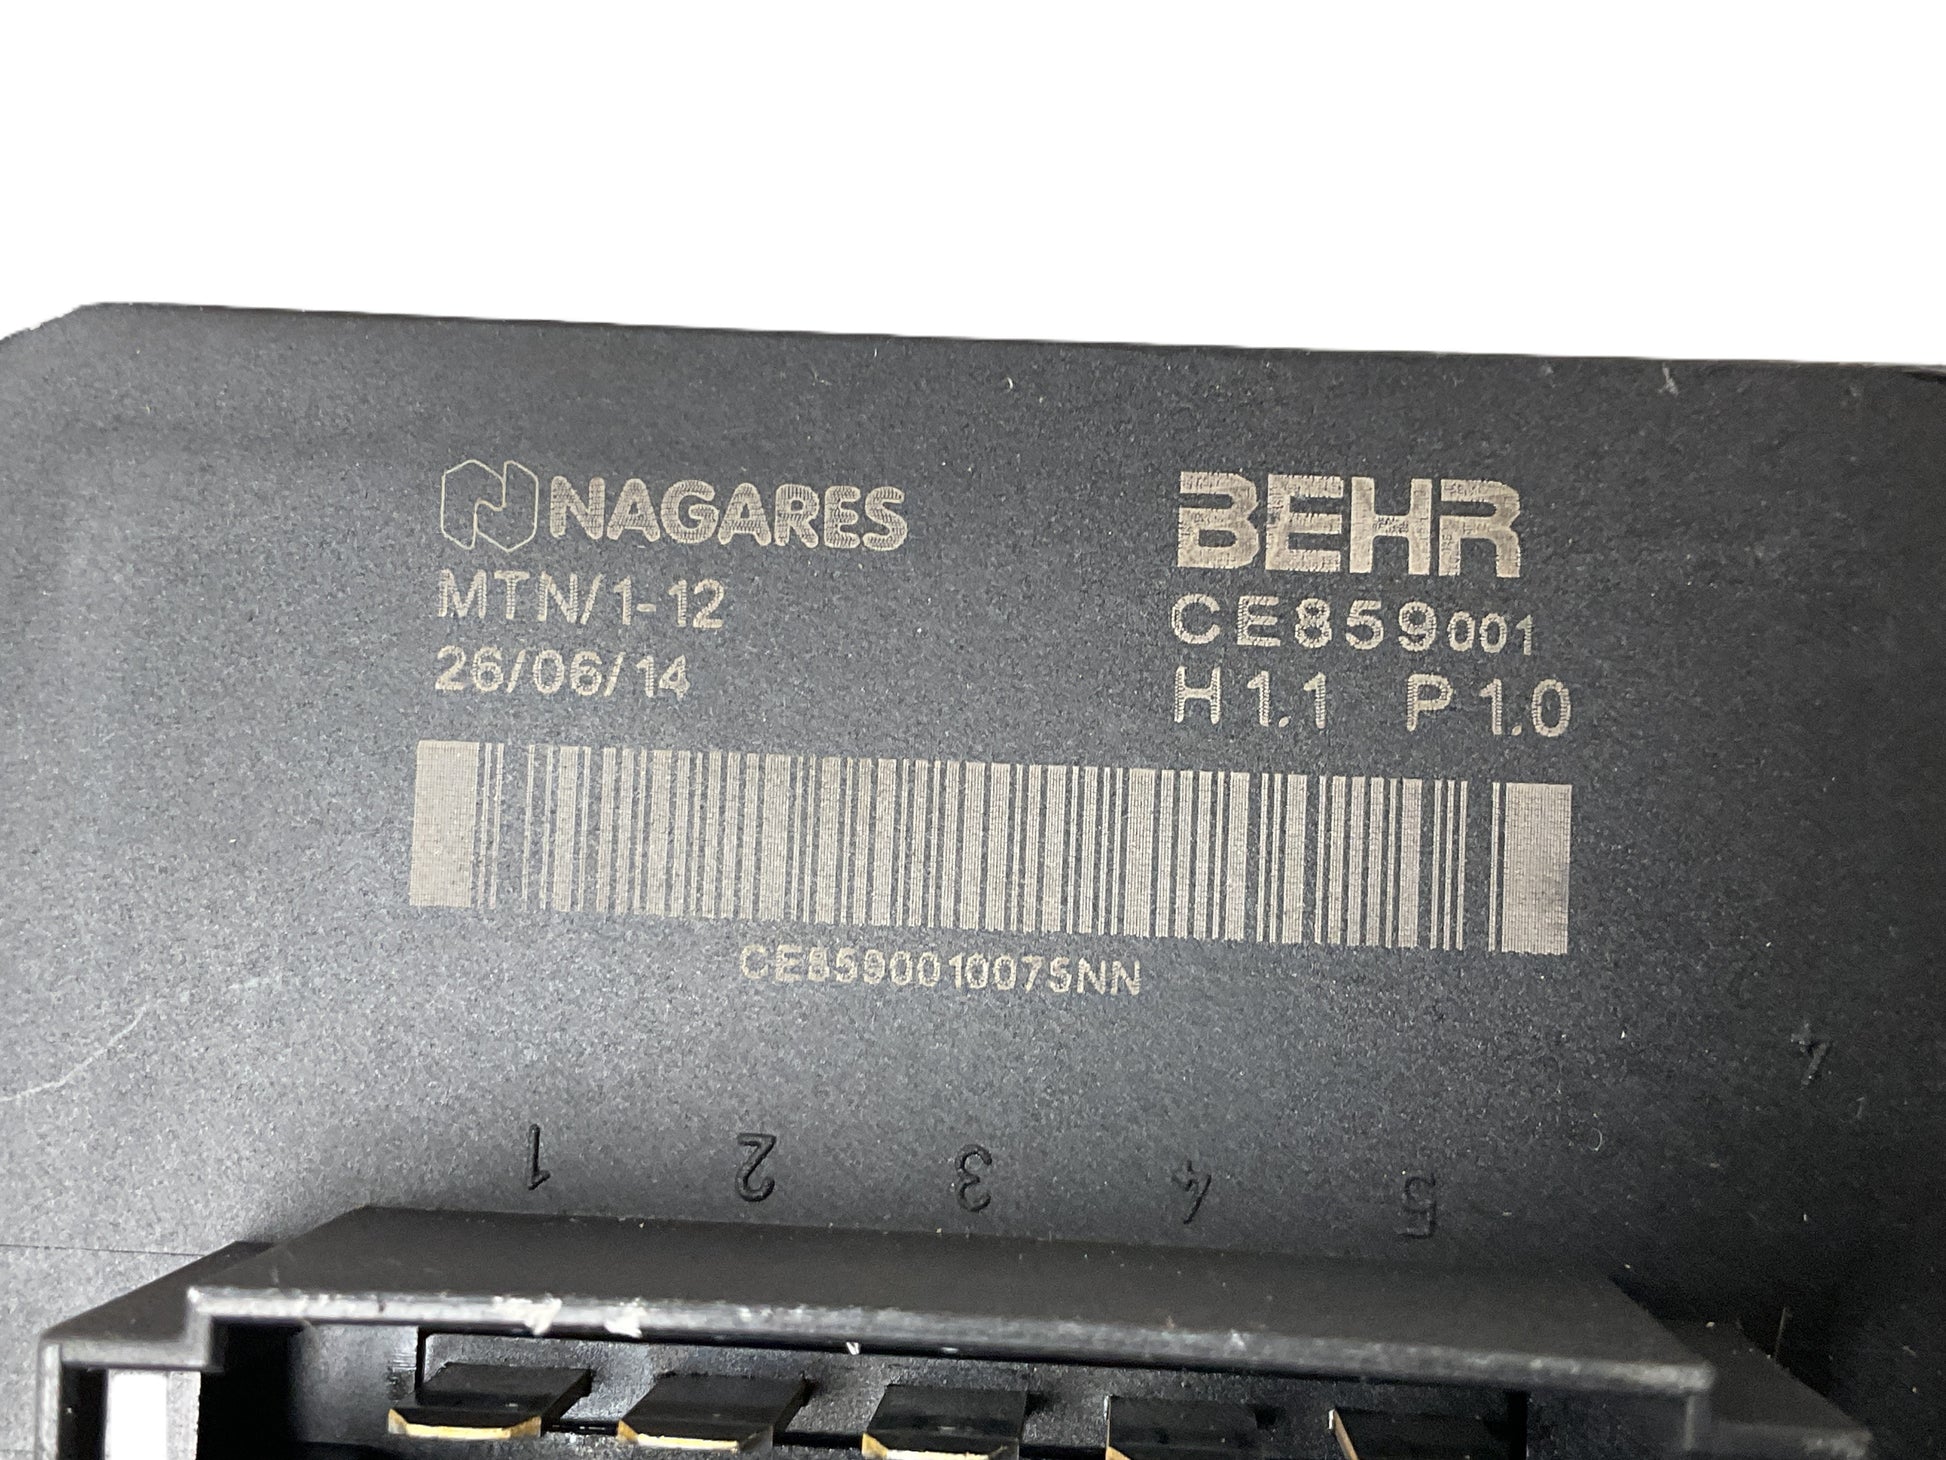 NAGARES
MTN/1-12
26/06/14
BEHR
CE859001
H1.1 P1.0
CE8590010075NN
1 2 3 4 5